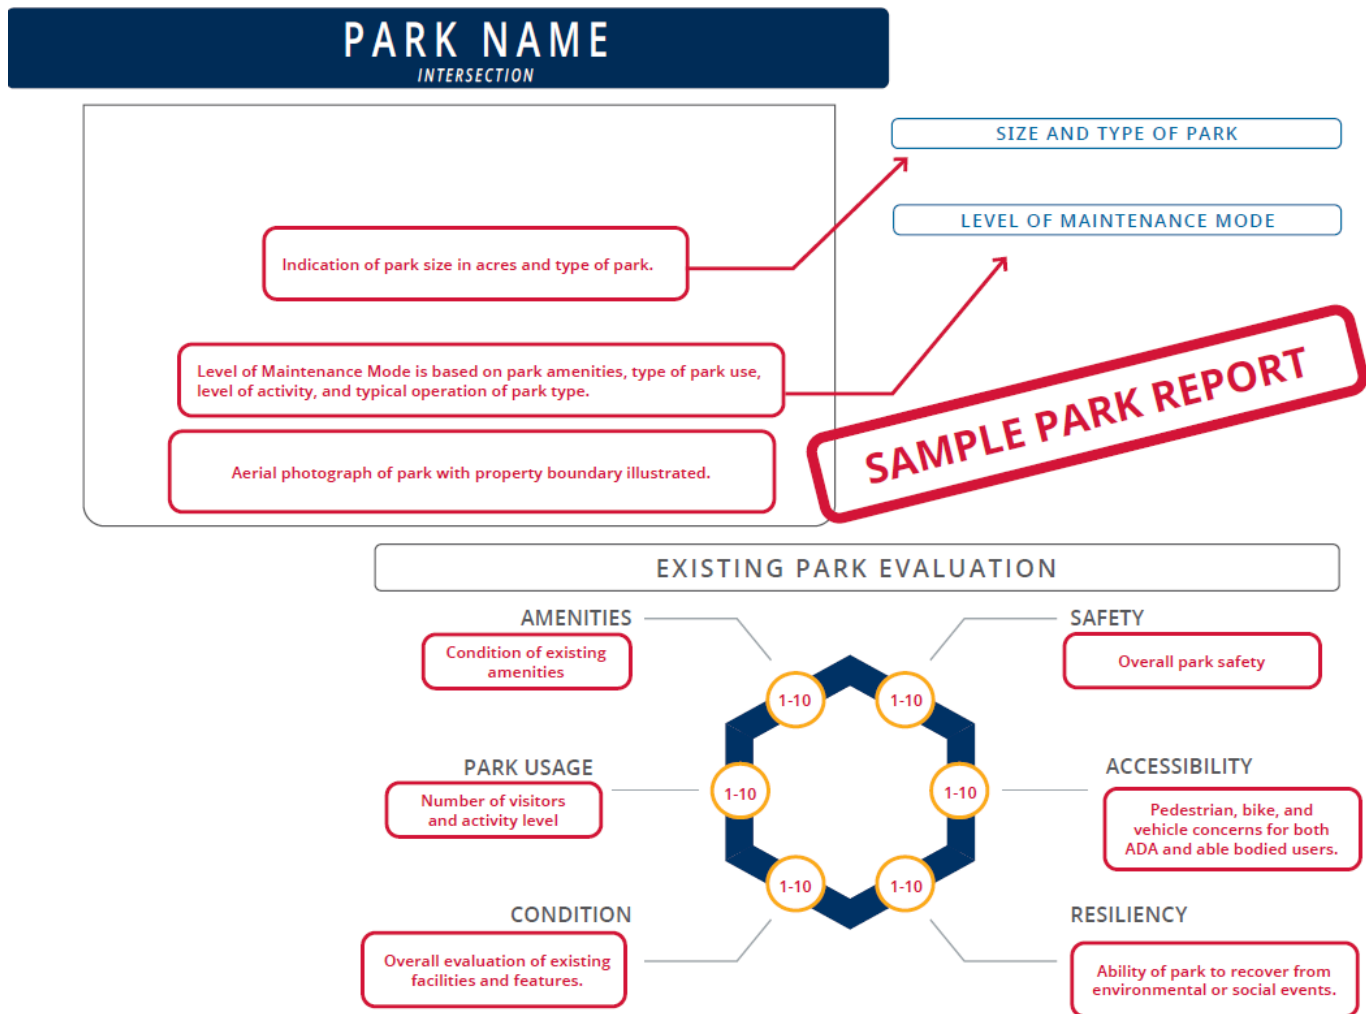 PARK NAME
INTERSECTION
SIZE AND TYPE OF PARK
LEVEL OF MAINTENANCE MODE
Indication of park size in acres and type of park.
Level of Maintenance Mode is based on park amenities, type of park use,
level of activity, and typical operation of park type.
Aerial photograph of park with property boundary illustrated.
SAMPLE PARK REPORT
EXISTING PARK EVALUATION
AMENITIES
Condition of existing
amenities
1-10
SAFETY
Overall park safety
1-10
PARK USAGE
Number of visitors
and activity level
1-10
ACCESSIBILITY
Pedestrian, bike, and
vehicle concerns for both
ADA and able bodied users.
1-10
CONDITION
Overall evaluation of existing
facilities and features.
1-10
RESILIENCY
Ability of park to recover from
environmental or social events.
1-10